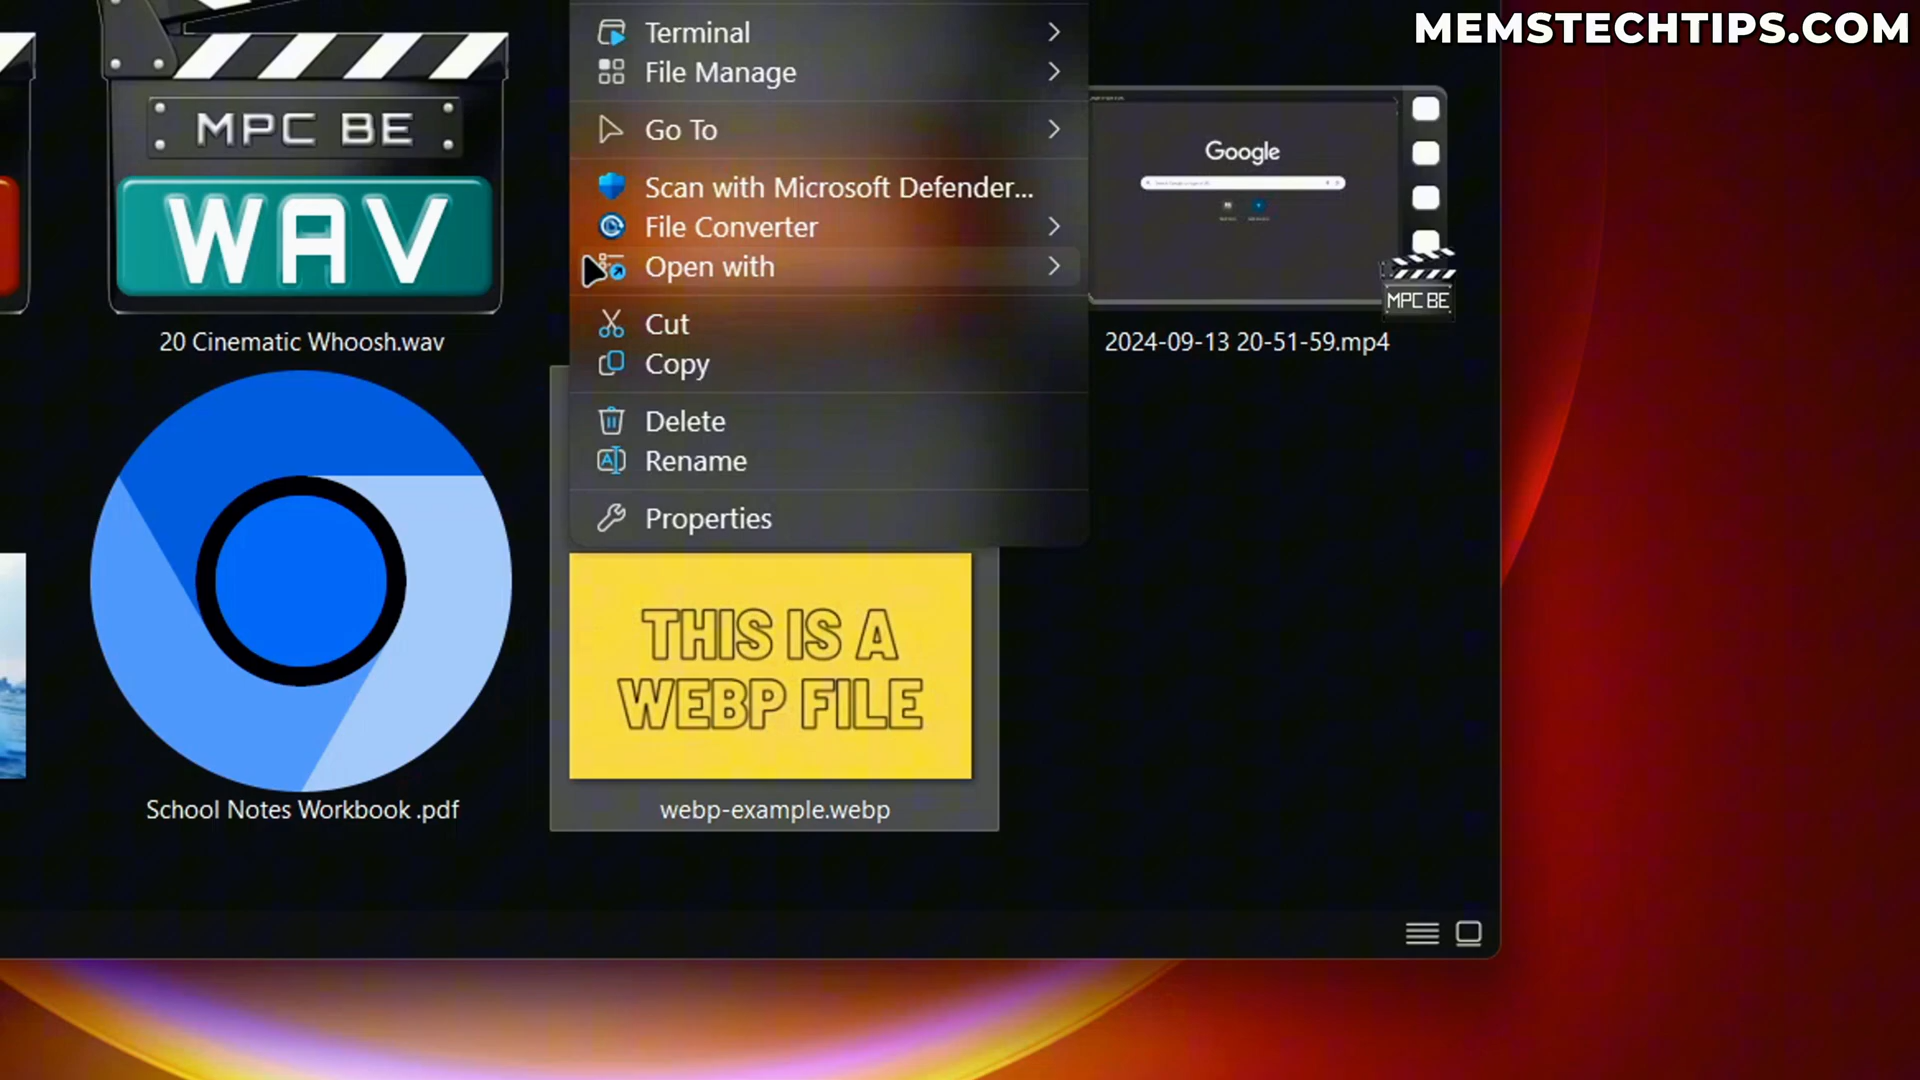 MEMSTECHTIPS.COM
Terminal
File Manage
Go To
Scan with Microsoft Defender...
File Converter
Open with
Cut
Copy
Delete
Rename
Properties
MPC BE
WAV
20 Cinematic Whoosh.wav
Google
MPC BE
2024-09-13 20-51-59.mp4
School Notes Workbook .pdf
THIS IS A
WEBP FILE
webp-example.webp